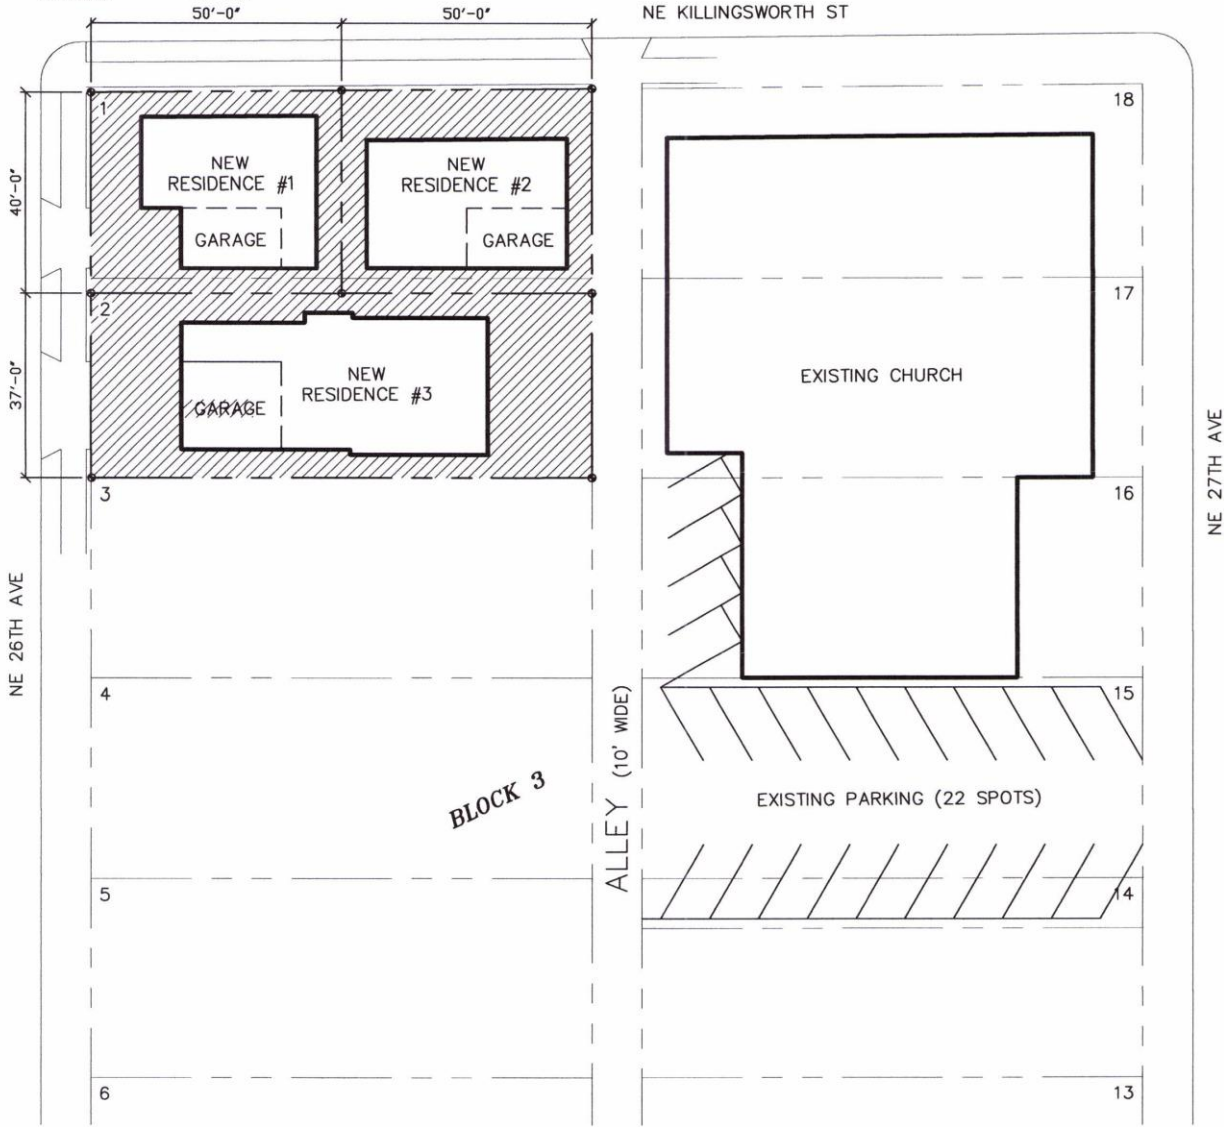 50'-0"
50'-0"
NE KILLINGSWORTH ST
1
18
NEW
RESIDENCE #1
NEW
RESIDENCE #2
40'-0"
GARAGE
GARAGE
2
17
NEW
RESIDENCE #3
EXISTING CHURCH
37'-0"
GARAGE
NE 27TH AVE
3
16
NE 26TH AVE
4
15
ALLEY (10' WIDE)
BLOCK 3
EXISTING PARKING (22 SPOTS)
5
14
6
13